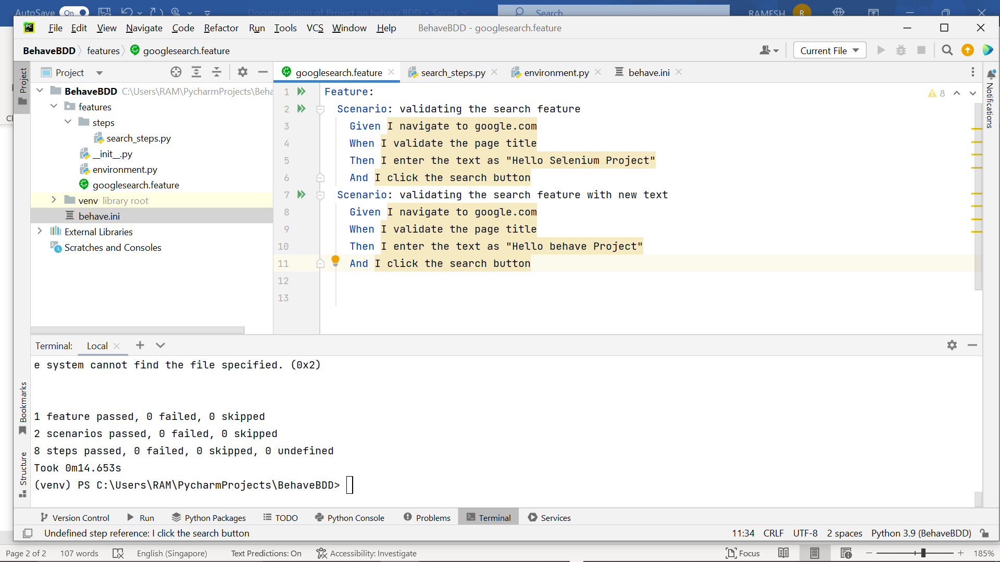 AutoSave On
Documentation of Project on behave BDD • Saved
Search
RAMESH R
PC File Edit View Navigate Code Refactor Run Tools VCS Window Help BehaveBDD - googlesearch.feature
BehaveBDD features googlesearch.feature
Current File
Project
Project
googlesearch.feature search_steps.py environment.py behave.ini
BehaveBDD C:\Users\RAM\PycharmProjects\Beha
features
steps
search_steps.py
__init__.py
environment.py
googlesearch.feature
venv library root
behave.ini
External Libraries
Scratches and Consoles
1 Feature:
2 Scenario: validating the search feature
3 Given I navigate to google.com
4 When I validate the page title
5 Then I enter the text as "Hello Selenium Project"
6 And I click the search button
7 Scenario: validating the search feature with new text
8 Given I navigate to google.com
9 When I validate the page title
10 Then I enter the text as "Hello behave Project"
11 And I click the search button
12
13
8
Notifications
Cl
Terminal: Local
e system cannot find the file specified. (0x2)
1 feature passed, 0 failed, 0 skipped
2 scenarios passed, 0 failed, 0 skipped
8 steps passed, 0 failed, 0 skipped, 0 undefined
Took 0m14.653s
(venv) PS C:\Users\RAM\PycharmProjects\BehaveBDD>
Bookmarks
Structure
Version Control Run Python Packages TODO Python Console Problems Terminal Services
Undefined step reference: I click the search button
11:34 CRLF UTF-8 2 spaces Python 3.9 (BehaveBDD)
Page 2 of 2 107 words English (Singapore) Text Predictions: On Accessibility: Investigate Focus 185%